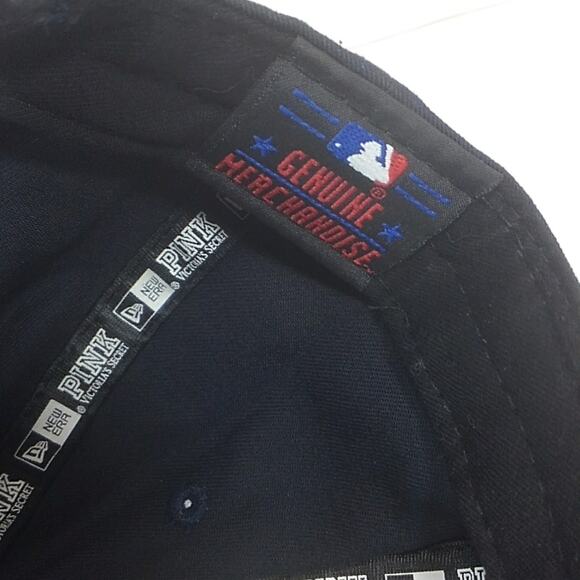 GENUINE
MERCHANDISE
®
PINK
VICTORIA'S SECRET
NEW ERA
®
PINK
VICTORIA'S SECRET
NEW ERA
®
PINK
VICTORIA'S SECRET